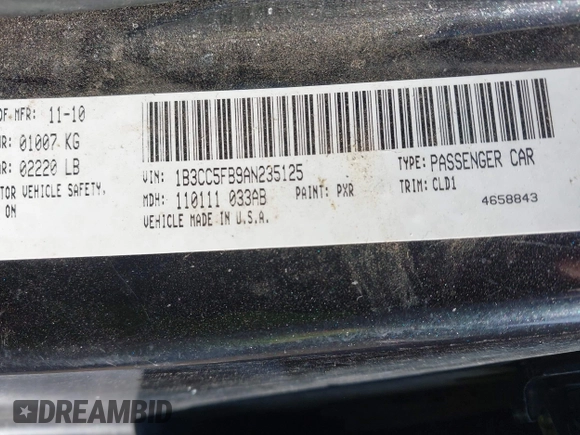 OF MFR: 11-10
R: 01007 KG
R: 02220 LB
TOR VEHICLE SAFETY,
ON
VIN: 1B3CC5FB9AN235125
MDH: 110111 033AB
PAINT: PXR
VEHICLE MADE IN U.S.A.
TYPE: PASSENGER CAR
TRIM: CLD1
4658843
DREAMBID